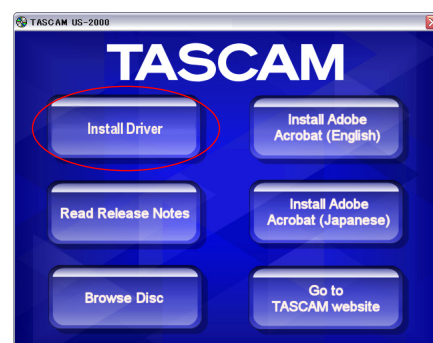 TASCAM US-2000
TASCAM
Install Driver
Install Adobe
Acrobat (English)
Read Release Notes
Install Adobe
Acrobat (Japanese)
Browse Disc
Go to
TASCAM website